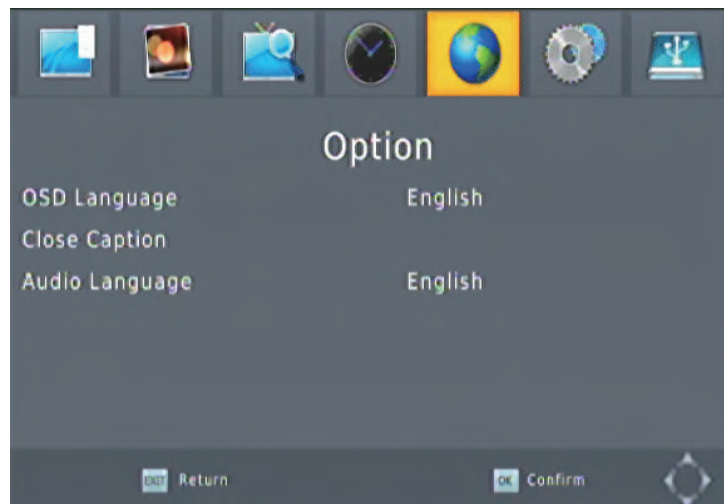 Option
OSD Language English
Close Caption
Audio Language English
EXIT Return OK Confirm